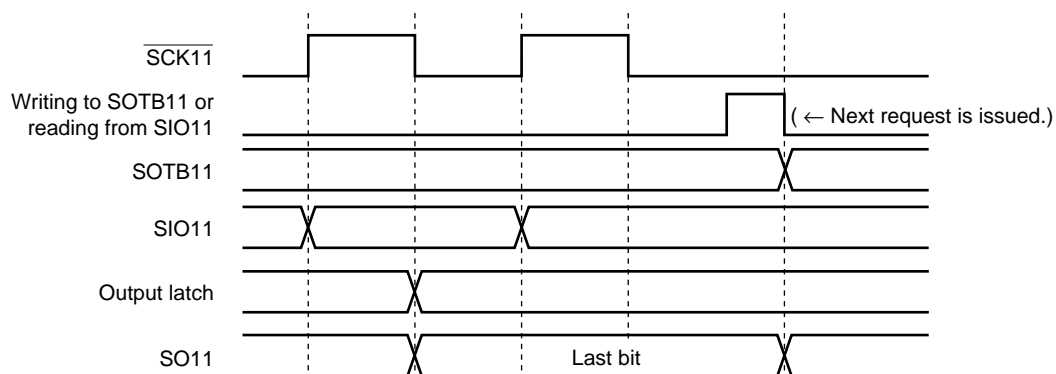 SCK11
Writing to SOTB11 or
reading from SIO11
( ← Next request is issued.)
SOTB11
SIO11
Output latch
SO11
Last bit